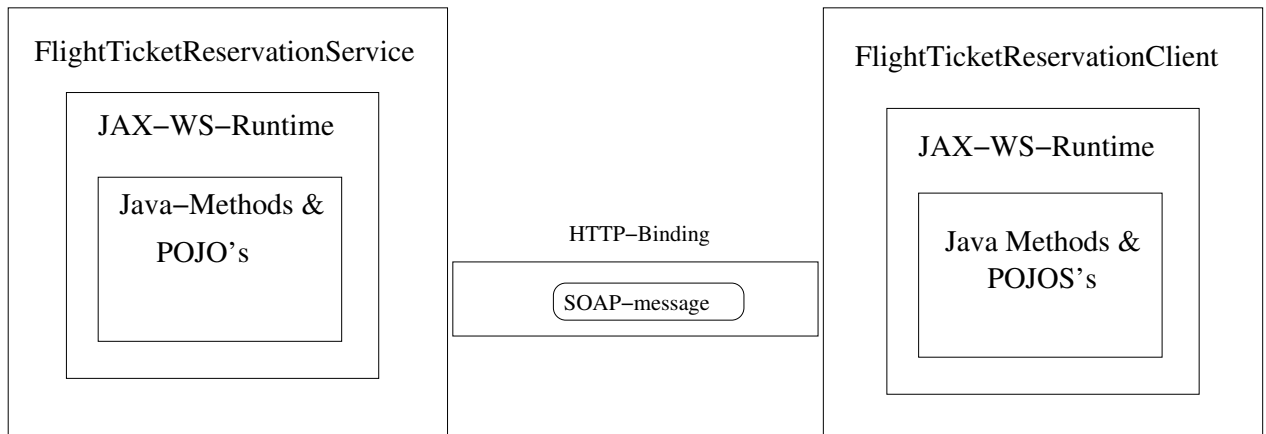 FlightTicketReservationService
JAX−WS−Runtime
Java−Methods &
POJO's
HTTP−Binding
SOAP−message
FlightTicketReservationClient
JAX−WS−Runtime
Java Methods &
POJOS's